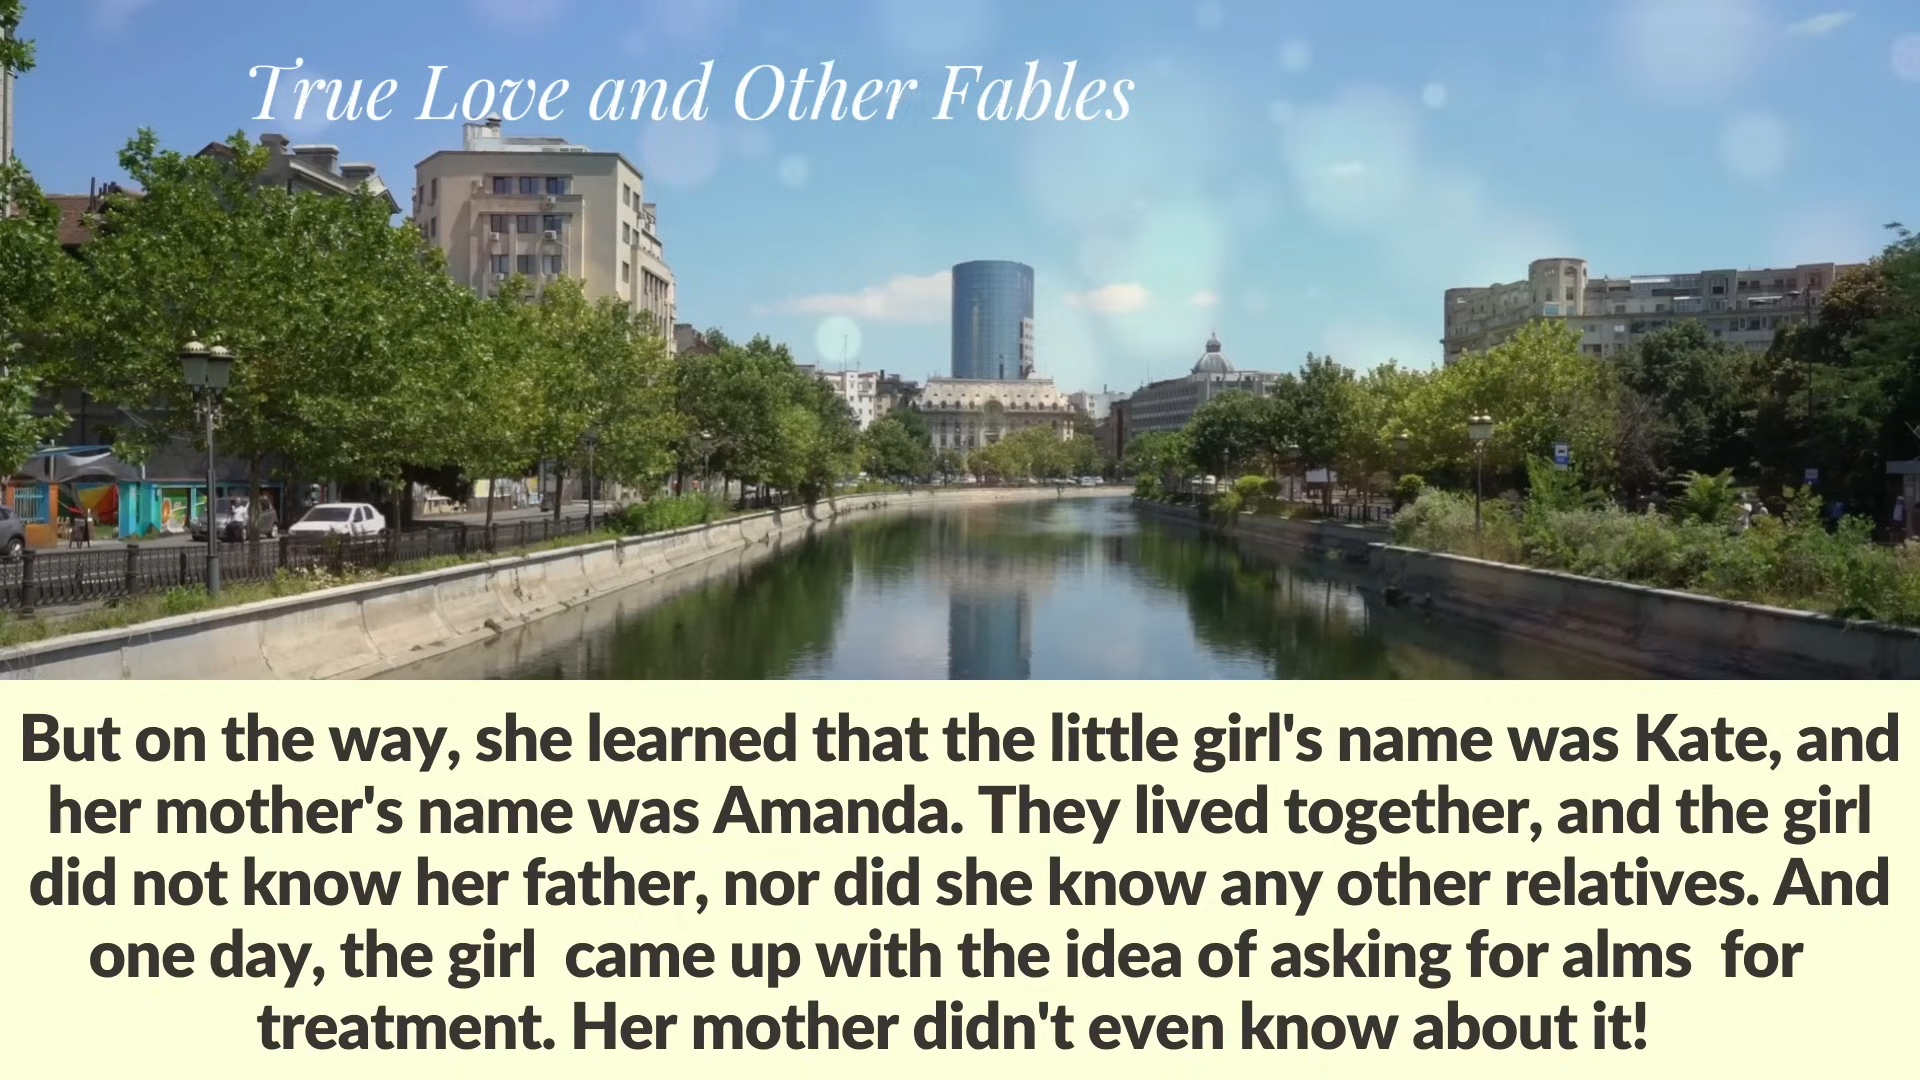 True Love and Other Fables
But on the way, she learned that the little girl's name was Kate, and
her mother's name was Amanda. They lived together, and the girl
did not know her father, nor did she know any other relatives. And
one day, the girl  came up with the idea of asking for alms  for
treatment. Her mother didn't even know about it!